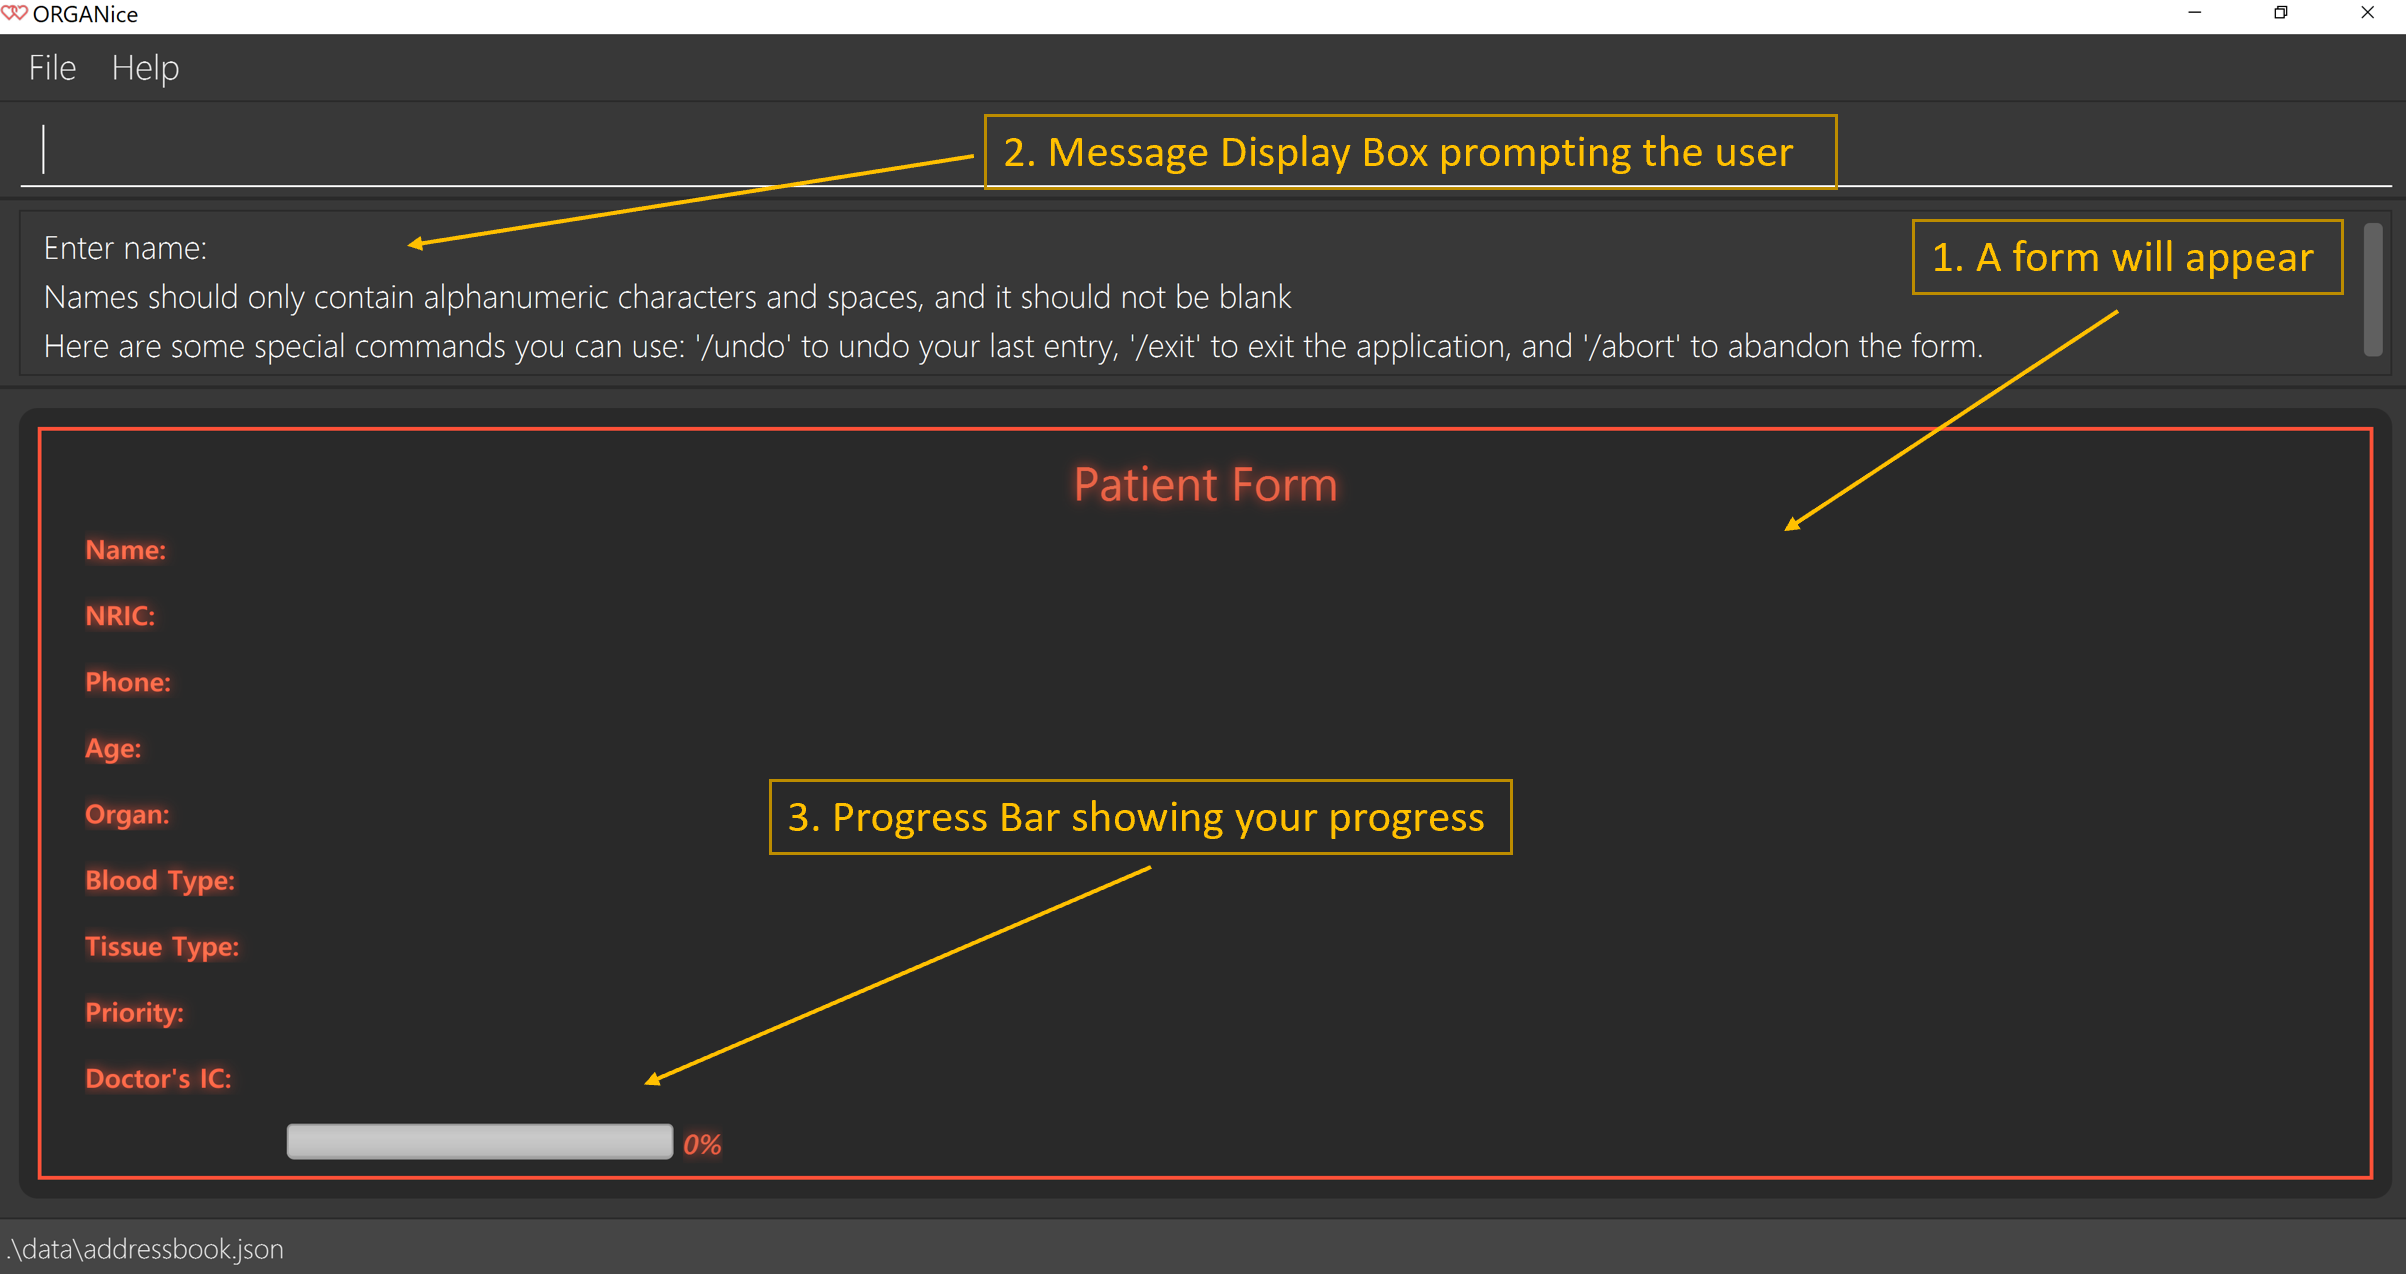 ORGANice
File Help
2. Message Display Box prompting the user
Enter name:
1. A form will appear
Names should only contain alphanumeric characters and spaces, and it should not be blank
Here are some special commands you can use: '/undo' to undo your last entry, '/exit' to exit the application, and '/abort' to abandon the form.
Patient Form
Name:
NRIC:
Phone:
Age:
Organ:
3. Progress Bar showing your progress
Blood Type:
Tissue Type:
Priority:
Doctor's IC:
0%
.\data\addressbook.json